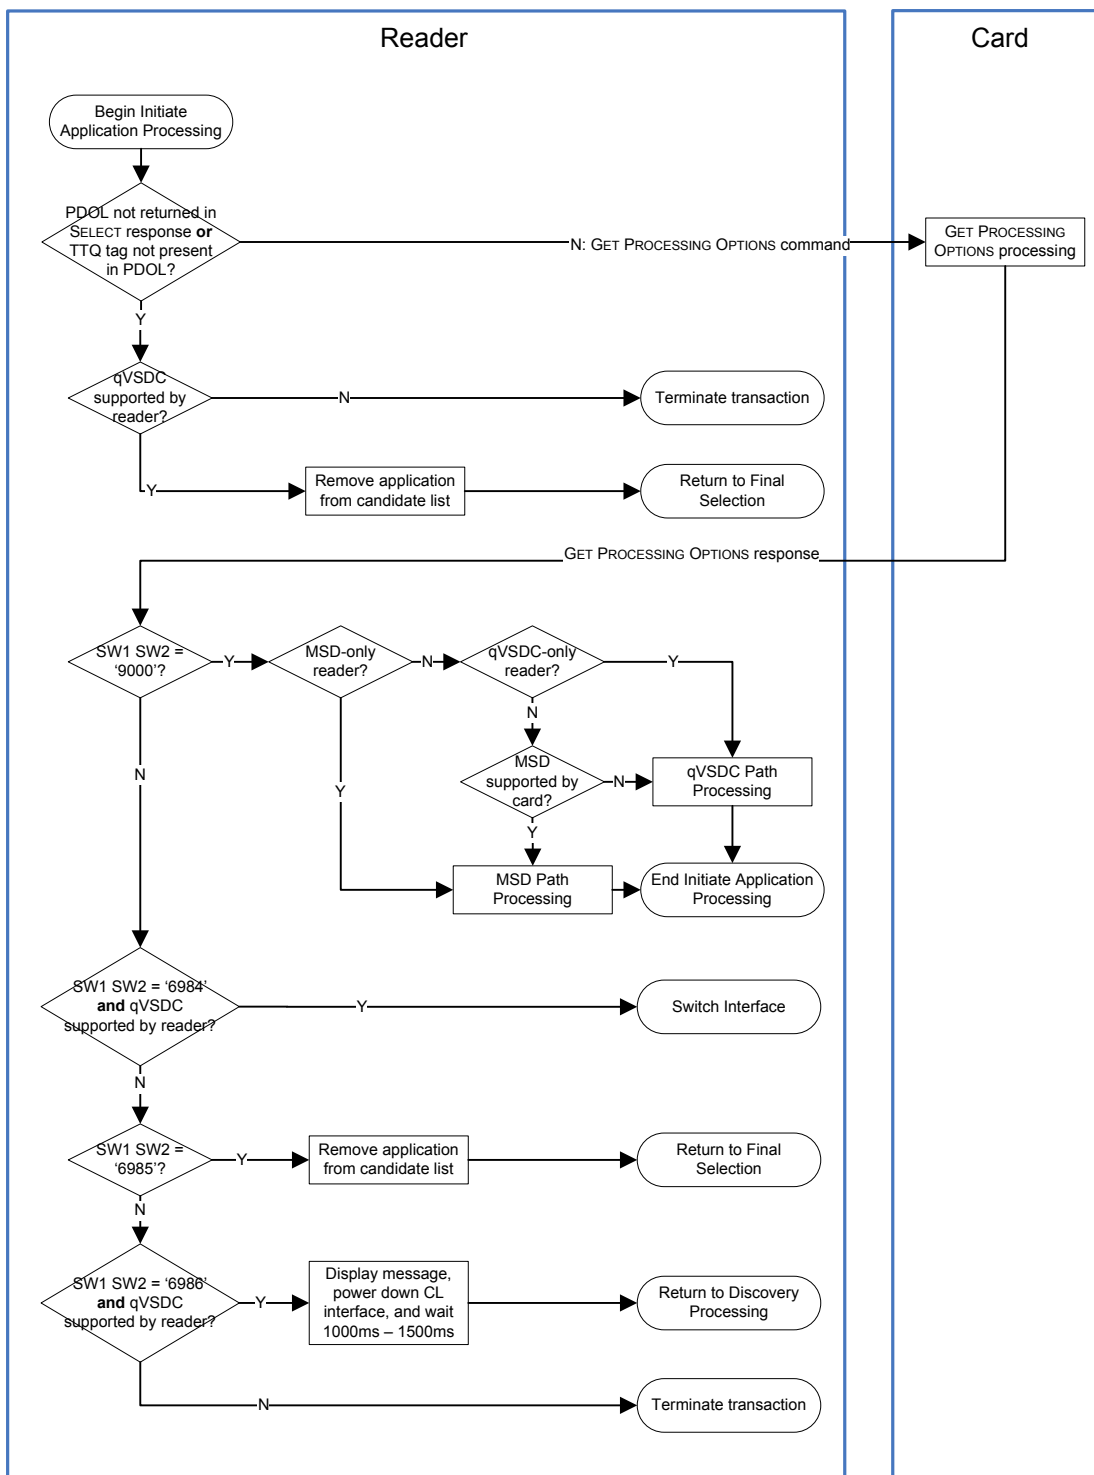 Reader
Card
Begin Initiate
Application Processing
PDOL not returned in
SELECT response or
TTQ tag not present
in PDOL?
N: GET PROCESSING OPTIONS command
GET PROCESSING
OPTIONS processing
Y
qVSDC
supported by
reader?
N
Terminate transaction
Y
Remove application
from candidate list
Return to Final
Selection
GET PROCESSING OPTIONS response
SW1 SW2 =
‘9000’?
Y
MSD-only
reader?
N
qVSDC-only
reader?
Y
N
N
MSD
supported by
card?
N
qVSDC Path
Processing
Y
Y
MSD Path
Processing
End Initiate Application
Processing
SW1 SW2 = ‘6984’
and qVSDC
supported by reader?
Y
Switch Interface
N
SW1 SW2 =
‘6985’?
Y
Remove application
from candidate list
Return to Final
Selection
N
SW1 SW2 = ‘6986’
and qVSDC
supported by reader?
Y
Display message,
power down CL
interface, and wait
1000ms – 1500ms
Return to Discovery
Processing
N
Terminate transaction